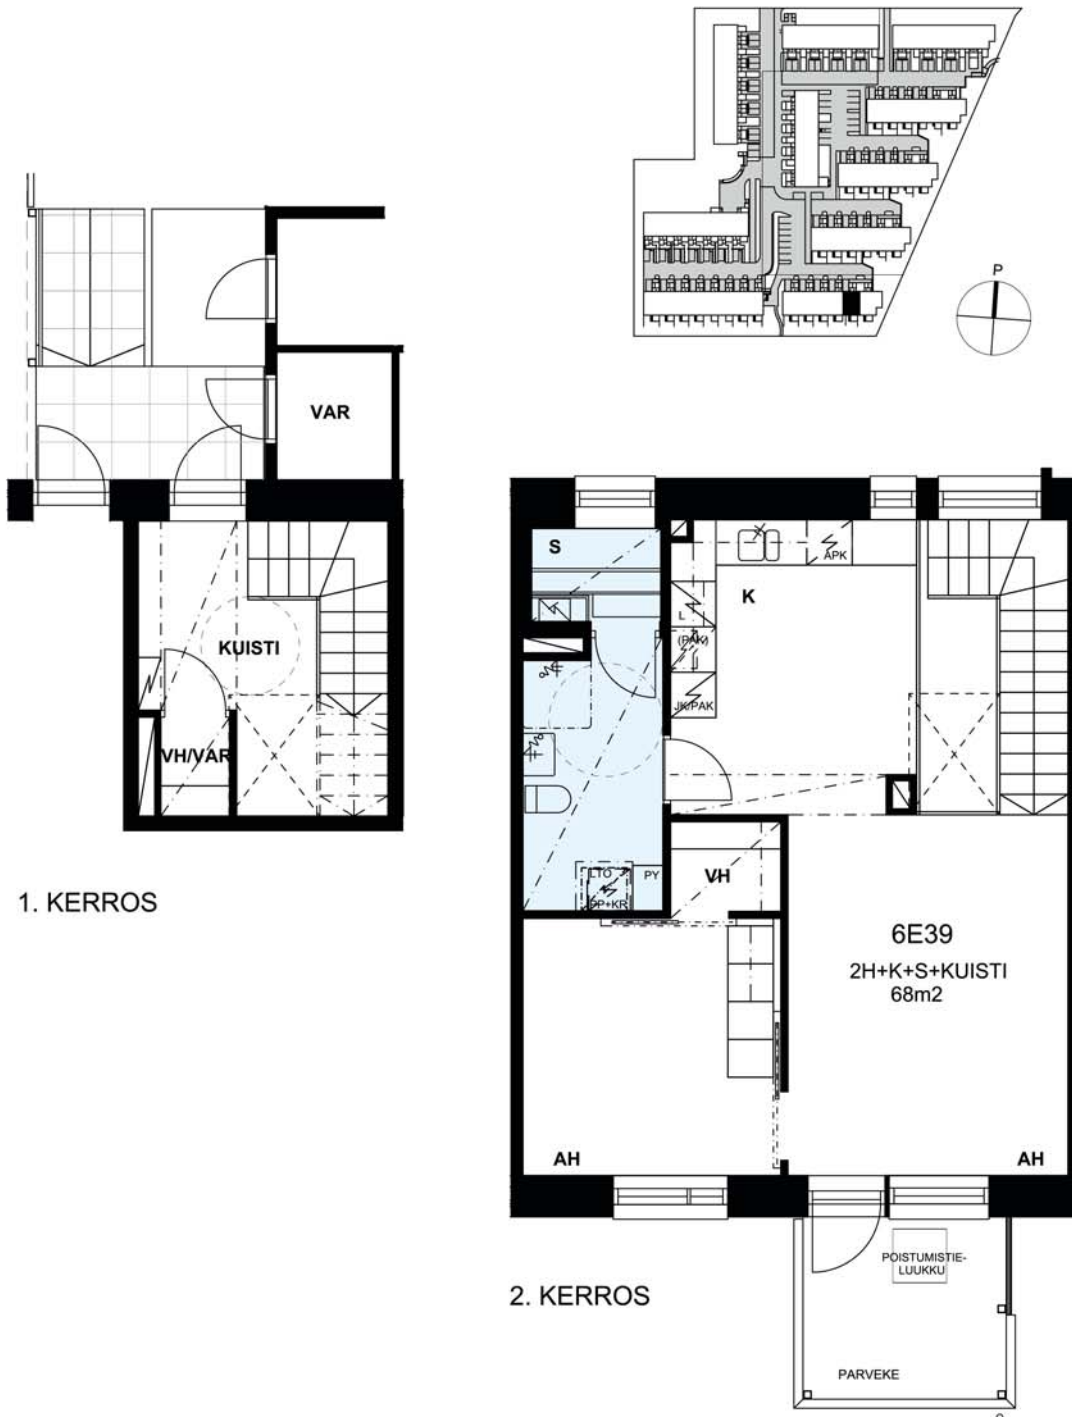 P
VAR
KUISTI
VH/VAR
1. KERROS
S
K
APK
L
(PAK)
JK/PAK
LTO
PY
PP+KR
VH
6E39
2H+K+S+KUISTI
68m2
AH
AH
POISTUMISTIE-
LUUKKU
2. KERROS
PARVEKE